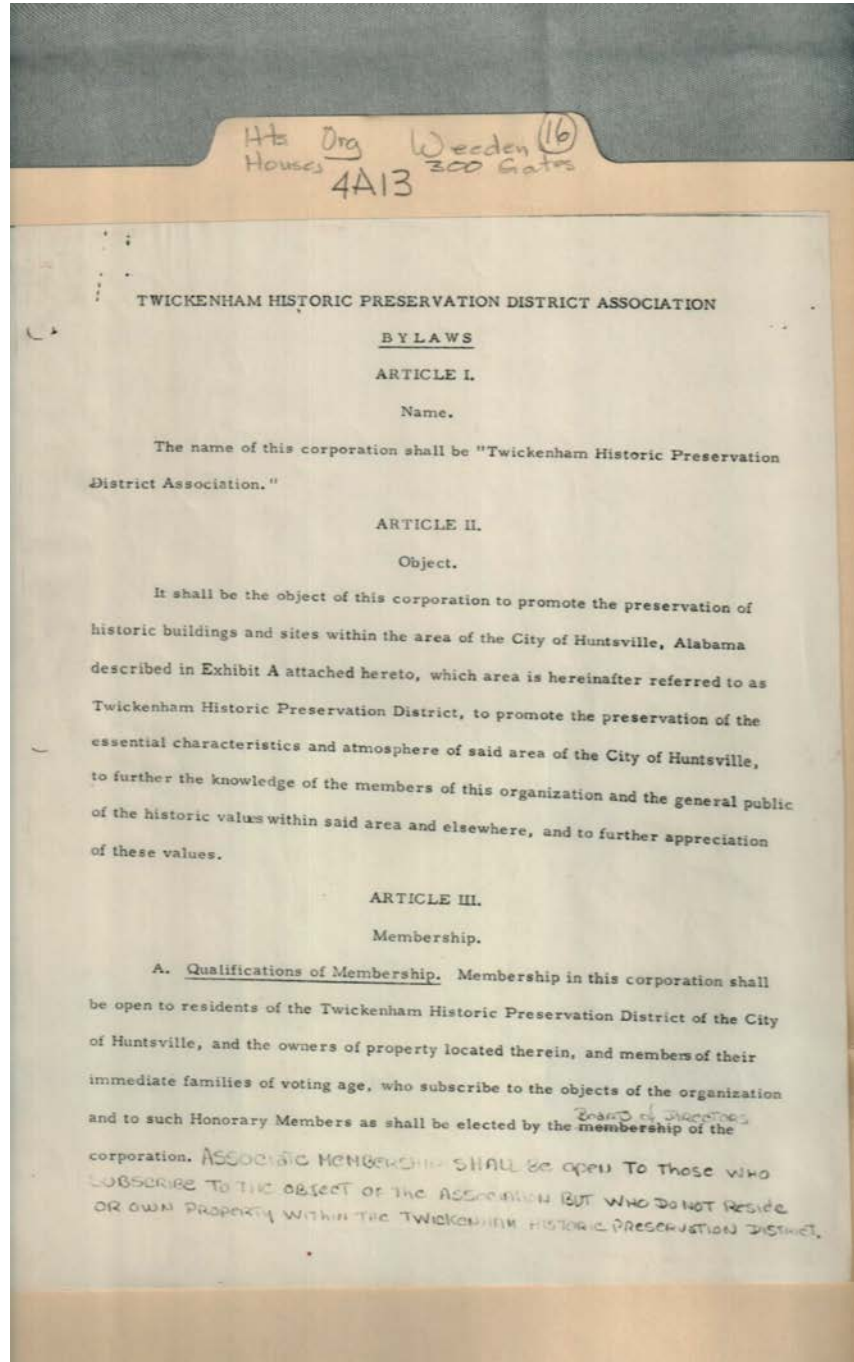 Hts Org Weeden 16
Houses 300 Gates
4A13
TWICKENHAM HISTORIC PRESERVATION DISTRICT ASSOCIATION
BYLAWS
ARTICLE I.
Name.
The name of this corporation shall be "Twickenham Historic Preservation
District Association."
ARTICLE II.
Object.
It shall be the object of this corporation to promote the preservation of
historic buildings and sites within the area of the City of Huntsville, Alabama
described in Exhibit A attached hereto, which area is hereinafter referred to as
Twickenham Historic Preservation District, to promote the preservation of the
essential characteristics and atmosphere of said area of the City of Huntsville,
to further the knowledge of the members of this organization and the general public
of the historic values within said area and elsewhere, and to further appreciation
of these values.
ARTICLE III.
Membership.
A. Qualifications of Membership. Membership in this corporation shall
be open to residents of the Twickenham Historic Preservation District of the City
of Huntsville, and the owners of property located therein, and members of their
immediate families of voting age, who subscribe to the objects of the organization
Board of Directors
and to such Honorary Members as shall be elected by the membership of the
corporation. ASSOCIATE MEMBERSHIP SHALL BE OPEN TO THOSE WHO
SUBSCRIBE TO THE OBJECT OF THE ASSOCIATION BUT WHO DO NOT RESIDE
OR OWN PROPERTY WITHIN THE TWICKENHAM HISTORIC PRESERVATION DISTRICT.